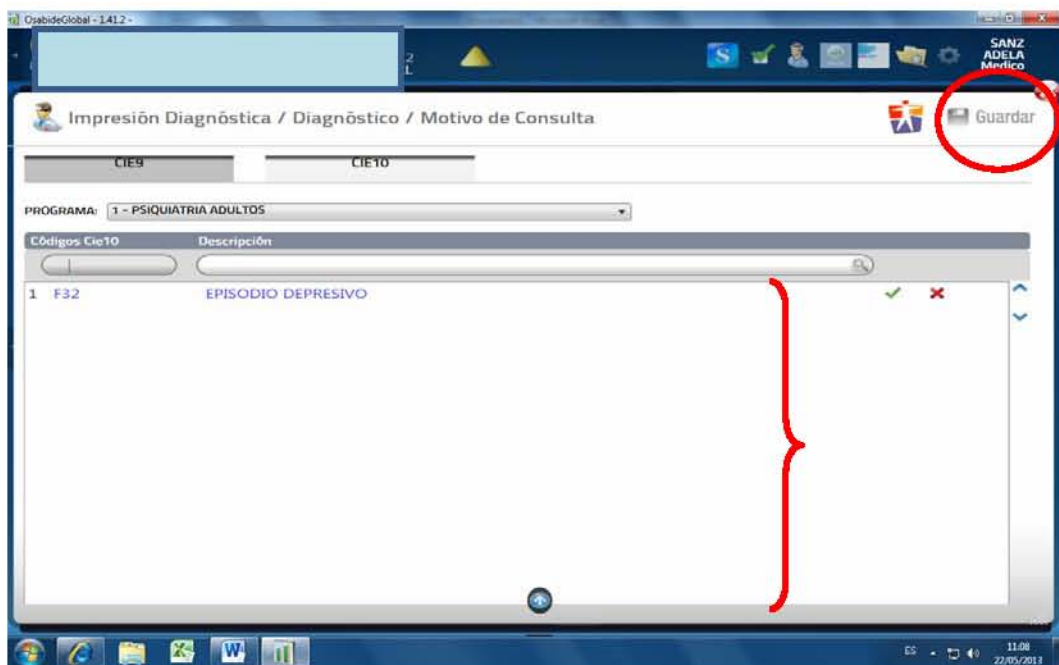 OsabideGlobal - 1.41.2 -
2
L
SANZ
ADELA
Medico
Impresión Diagnóstica / Diagnóstico / Motivo de Consulta
Guardar
CIE9
CIE10
PROGRAMA: 1 - PSIQUIATRIA ADULTOS
Códigos Cie10 Descripción
1 F32 EPISODIO DEPRESIVO
ES
11:08
22/05/2013